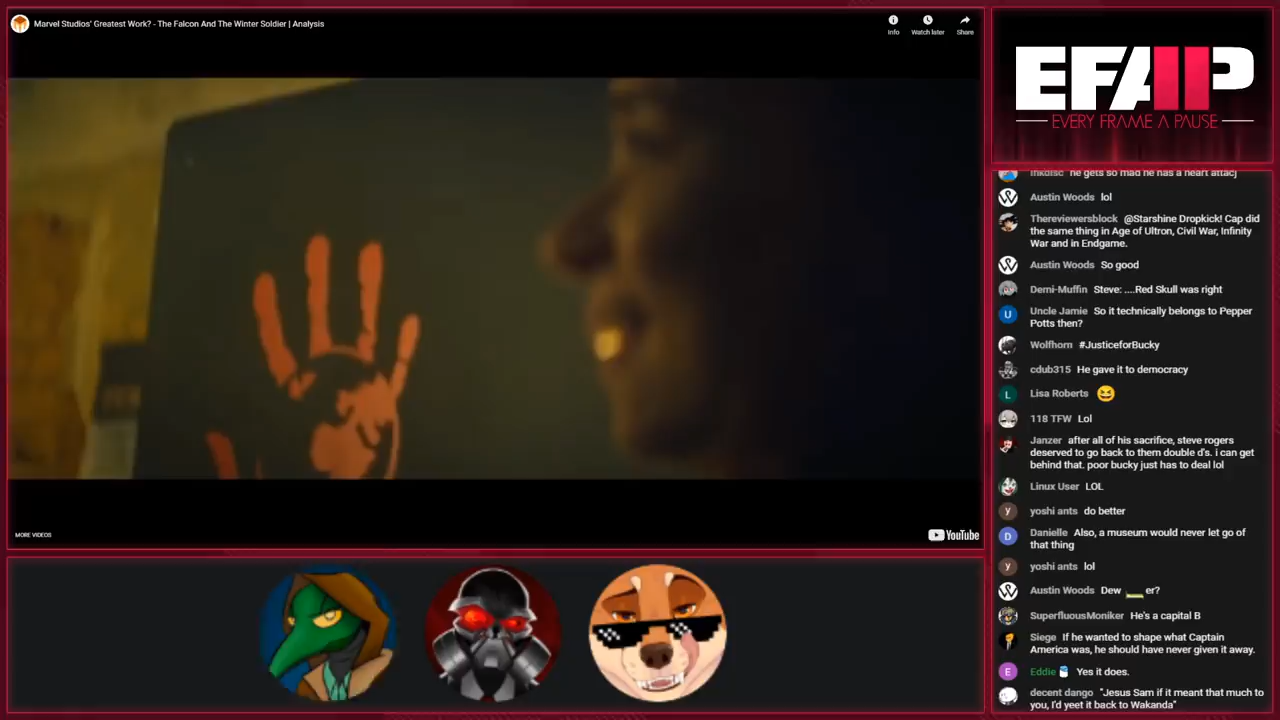 Marvel Studios' Greatest Work? - The Falcon And The Winter Soldier | Analysis
Info
Watch later
Share
MORE VIDEOS
YouTube
EFAP
EVERY FRAME A PAUSE
Inkdisc he gets so mad he has a heart attacj
Austin Woods lol
Thereviewersblock @Starshine Dropkick! Cap did
the same thing in Age of Ultron, Civil War, Infinity
War and in Endgame.
Austin Woods So good
Demi-Muffin Steve: ....Red Skull was right
Uncle Jamie So it technically belongs to Pepper
Potts then?
Wolfhorn #JusticeforBucky
cdub315 He gave it to democracy
Lisa Roberts 😆
118 TFW Lol
Janzer after all of his sacrifice, steve rogers
deserved to go back to them double d's. i can get
behind that. poor bucky just has to deal lol
Linux User LOL
yoshi ants do better
Danielle Also, a museum would never let go of
that thing
yoshi ants lol
Austin Woods Dew er?
SuperfluousMoniker He's a capital B
Siege If he wanted to shape what Captain
America was, he should have never given it away.
Eddie Yes it does.
decent dango "Jesus Sam if it meant that much to
you, I'd yeet it back to Wakanda"